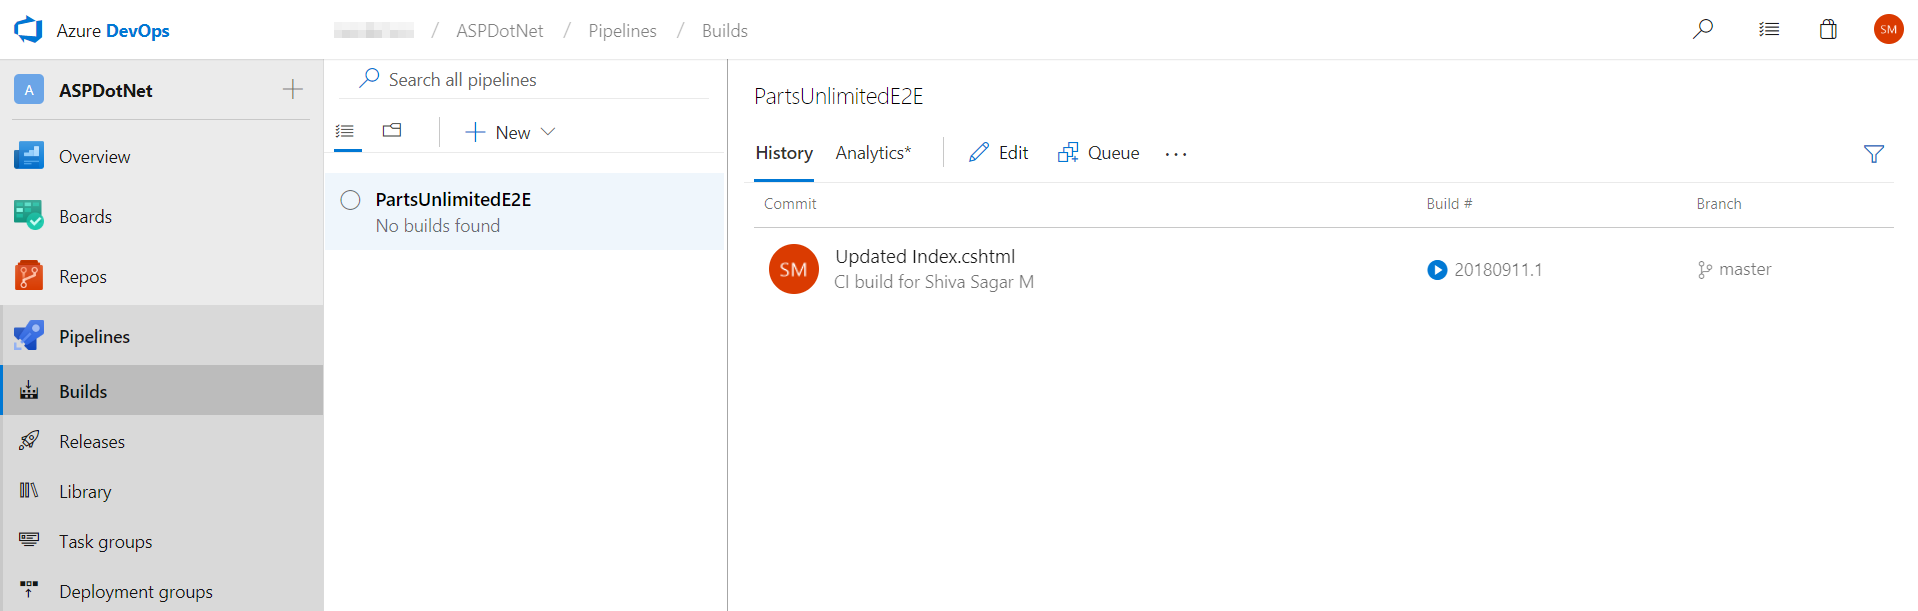 Azure DevOps
/ ASPDotNet / Pipelines / Builds
SM
A ASPDotNet
Overview
Boards
Repos
Pipelines
Builds
Releases
Library
Task groups
Deployment groups
Search all pipelines
New
PartsUnlimitedE2E
No builds found
PartsUnlimitedE2E
History Analytics* Edit Queue ...
Commit Build # Branch
SM
Updated Index.cshtml
CI build for Shiva Sagar M
20180911.1
master